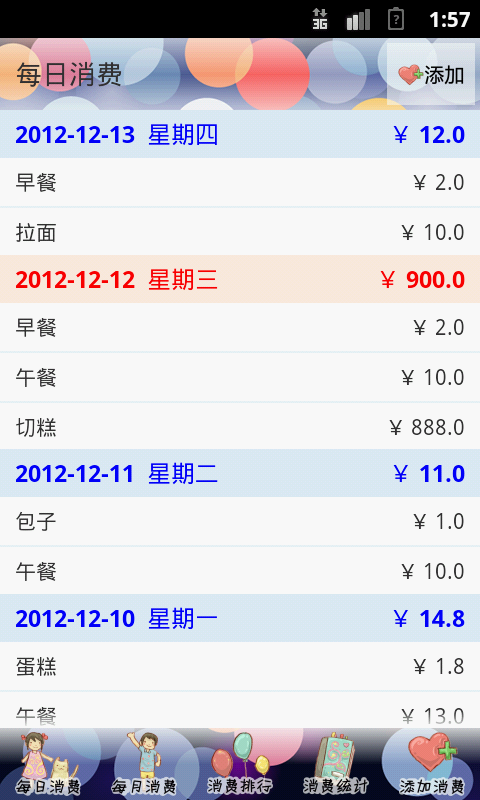 3G 1:57
每日消费 添加
2012-12-13 星期四 ￥ 12.0
早餐 ￥ 2.0
拉面 ￥ 10.0
2012-12-12 星期三 ￥ 900.0
早餐 ￥ 2.0
午餐 ￥ 10.0
切糕 ￥ 888.0
2012-12-11 星期二 ￥ 11.0
包子 ￥ 1.0
午餐 ￥ 10.0
2012-12-10 星期一 ￥ 14.8
蛋糕 ￥ 1.8
午餐 ￥ 13.0
每日消费 每月消费 消费排行 消费统计 添加消费